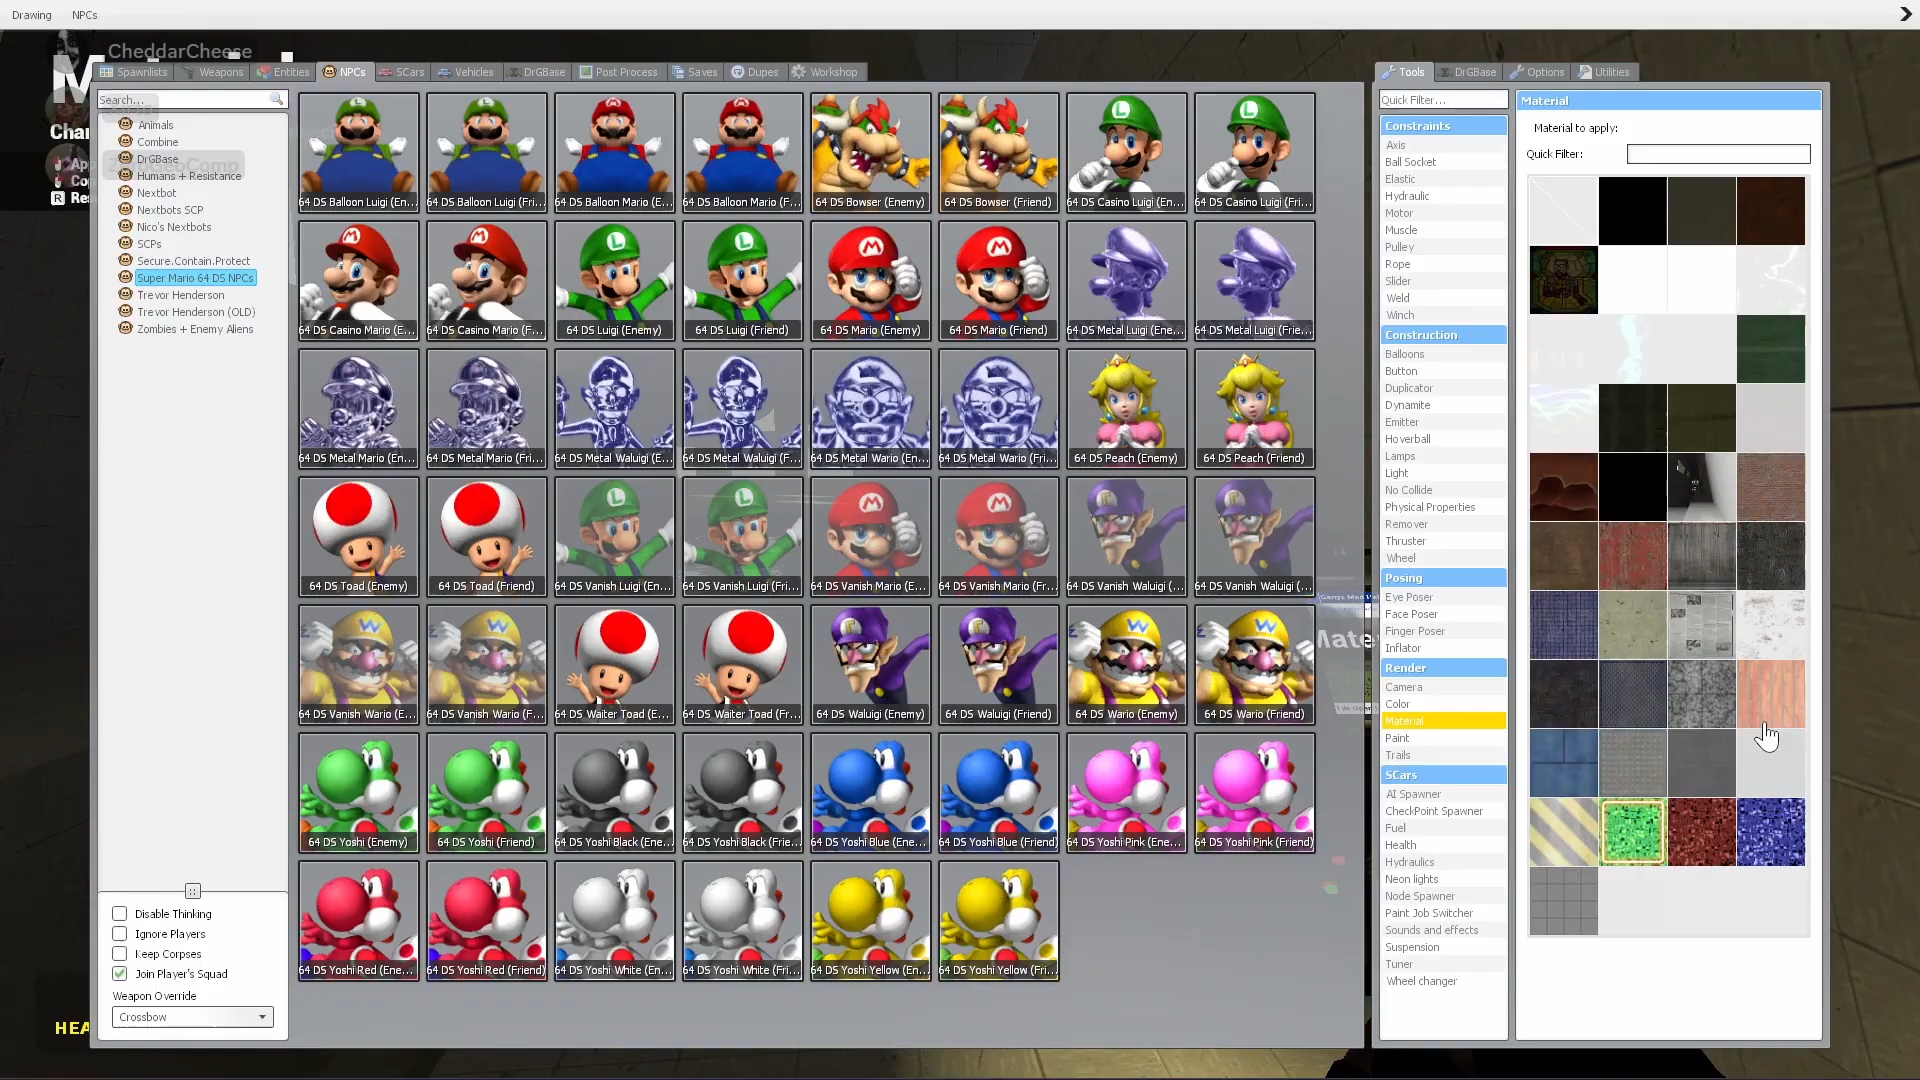 Drawing NPCs
CheddarCheese
Spawnlists Weapons Entities NPCs SCars Vehicles DrGBase Post Process Saves Dupes Workshop
Search...
Animals
Combine
DrGBase
Humans + Resistance
Nextbot
Nextbots SCP
Nico's Nextbots
SCPs
Secure.Contain.Protect
Super Mario 64 DS NPCs
Trevor Henderson
Trevor Henderson (OLD)
Zombies + Enemy Aliens
Disable Thinking
Ignore Players
Keep Corpses
Join Player's Squad
Weapon Override
Crossbow
64 DS Balloon Luigi (En... 64 DS Balloon Luigi (Fri... 64 DS Balloon Mario (E... 64 DS Balloon Mario (F... 64 DS Bowser (Enemy) 64 DS Bowser (Friend) 64 DS Casino Luigi (En... 64 DS Casino Luigi (Fri...
64 DS Casino Mario (E... 64 DS Casino Mario (F... 64 DS Luigi (Enemy) 64 DS Luigi (Friend) 64 DS Mario (Enemy) 64 DS Mario (Friend) 64 DS Metal Luigi (Ene... 64 DS Metal Luigi (Frie...
64 DS Metal Mario (En... 64 DS Metal Mario (Fri... 64 DS Metal Waluigi (E... 64 DS Metal Waluigi (F... 64 DS Metal Wario (En... 64 DS Metal Wario (Fri... 64 DS Peach (Enemy) 64 DS Peach (Friend)
64 DS Toad (Enemy) 64 DS Toad (Friend) 64 DS Vanish Luigi (En... 64 DS Vanish Luigi (Fri... 64 DS Vanish Mario (E... 64 DS Vanish Mario (Fr... 64 DS Vanish Waluigi (... 64 DS Vanish Waluigi (...
64 DS Vanish Wario (E... 64 DS Vanish Wario (F... 64 DS Waiter Toad (E... 64 DS Waiter Toad (Fr... 64 DS Waluigi (Enemy) 64 DS Waluigi (Friend) 64 DS Wario (Enemy) 64 DS Wario (Friend)
64 DS Yoshi (Enemy) 64 DS Yoshi (Friend) 64 DS Yoshi Black (Ene... 64 DS Yoshi Black (Frie... 64 DS Yoshi Blue (Ene... 64 DS Yoshi Blue (Friend) 64 DS Yoshi Pink (Ene... 64 DS Yoshi Pink (Friend)
64 DS Yoshi Red (Ene... 64 DS Yoshi Red (Friend) 64 DS Yoshi White (En... 64 DS Yoshi White (Fri... 64 DS Yoshi Yellow (En... 64 DS Yoshi Yellow (Fri...
Tools DrGBase Options Utilities
Quick Filter...
Constraints
Axis
Ball Socket
Elastic
Hydraulic
Motor
Muscle
Pulley
Rope
Slider
Weld
Winch
Construction
Balloons
Button
Duplicator
Dynamite
Emitter
Hoverball
Lamps
Light
No Collide
Physical Properties
Remover
Thruster
Wheel
Posing
Eye Poser
Face Poser
Finger Poser
Inflator
Render
Camera
Color
Material
Paint
Trails
SCars
AI Spawner
CheckPoint Spawner
Fuel
Health
Hydraulics
Neon lights
Node Spawner
Paint Job Switcher
Sounds and effects
Suspension
Tuner
Wheel changer
Material
Material to apply:
Quick Filter:
Char
R Res
HEA
Mate